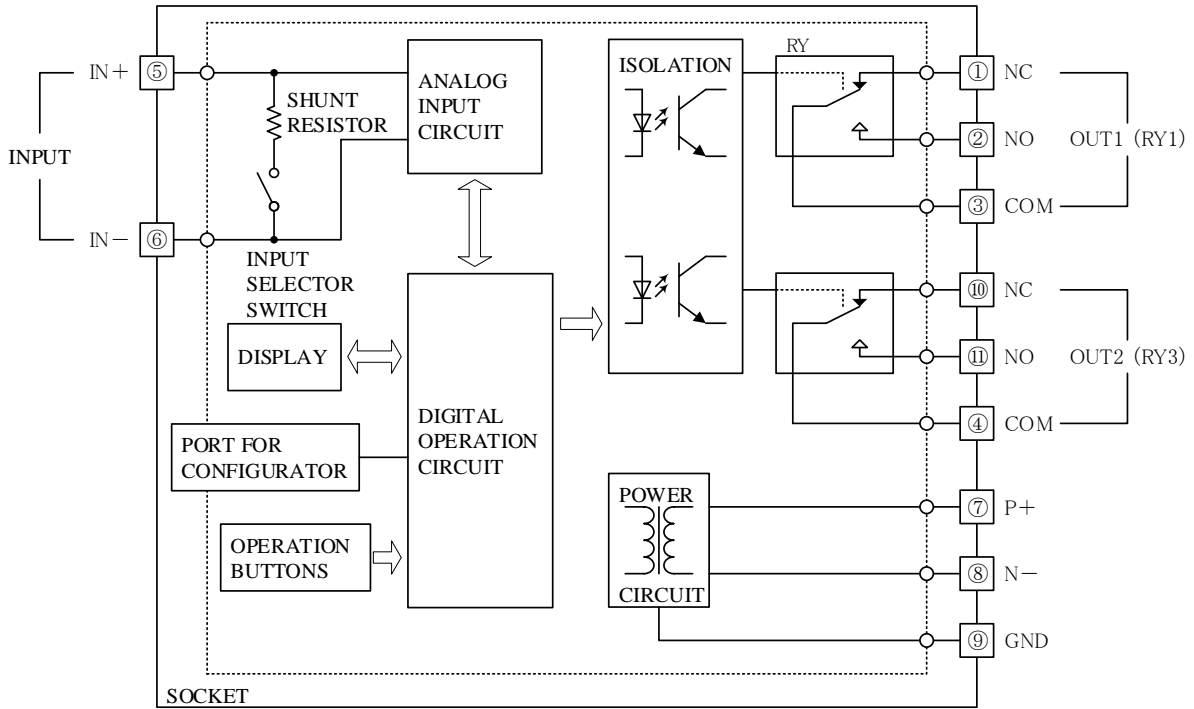 INPUT
IN+ ⑤
IN− ⑥
SHUNT
RESISTOR
INPUT
SELECTOR
SWITCH
ANALOG
INPUT
CIRCUIT
DISPLAY
PORT FOR
CONFIGURATOR
OPERATION
BUTTONS
DIGITAL
OPERATION
CIRCUIT
ISOLATION
RY
① NC
② NO
③ COM
OUT1 (RY1)
⑩ NC
⑪ NO
④ COM
OUT2 (RY3)
POWER
CIRCUIT
⑦ P+
⑧ N−
⑨ GND
SOCKET